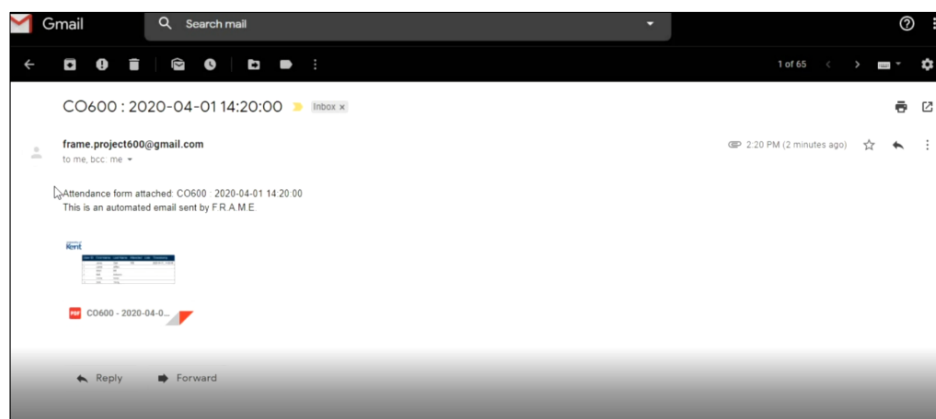 Gmail
Search mail
1 of 65
CO600 : 2020-04-01 14:20:00
Inbox x
frame.project600@gmail.com
2:20 PM (2 minutes ago)
to me, bcc: me
Attendance form attached: CO600 : 2020-04-01 14:20:00
This is an automated email sent by F.R.A.M.E.
Kent
PDF
CO600 - 2020-04-0...
Reply
Forward